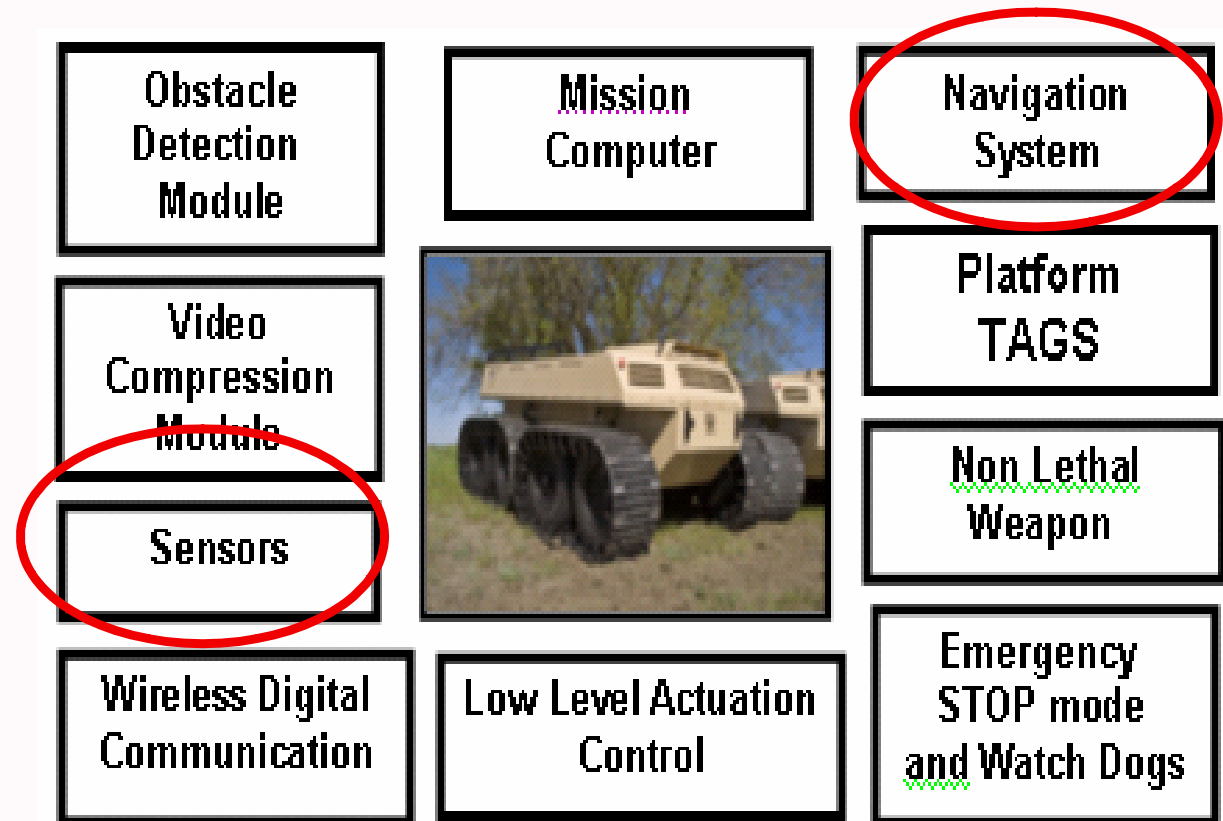 Obstacle
Detection
Module
Mission
Computer
Navigation
System
Video
Compression
Module
Platform
TAGS
Sensors
Non Lethal
Weapon
Wireless Digital
Communication
Low Level Actuation
Control
Emergency
STOP mode
and Watch Dogs